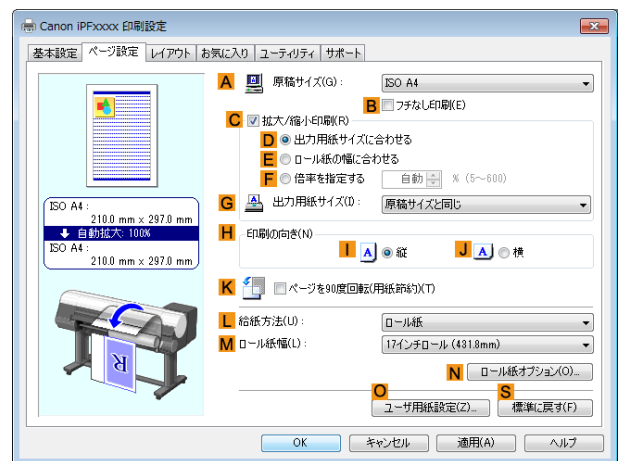 Canon iPFxxxx 印刷設定
基本設定 ページ設定 レイアウト お気に入り ユーティリティ サポート
A 原稿サイズ(G) : ISO A4
B フチなし印刷(E)
C 拡大/縮小印刷(R)
D 出力用紙サイズに合わせる
E ロール紙の幅に合わせる
F 倍率を指定する 自動 % (5～600)
G 出力用紙サイズ(I) : 原稿サイズと同じ
ISO A4 :
210.0 mm x 297.0 mm
自動拡大: 100%
ISO A4 :
210.0 mm x 297.0 mm
H 印刷の向き(N)
I A 縦 J A 横
K ページを90度回転(用紙節約)(T)
L 給紙方法(U) : ロール紙
M ロール紙幅(L) : 17インチロール (431.8mm)
R
N ロール紙オプション(O)...
O S
ユーザ用紙設定(Z)... 標準に戻す(F)
OK キャンセル 適用(A) ヘルプ